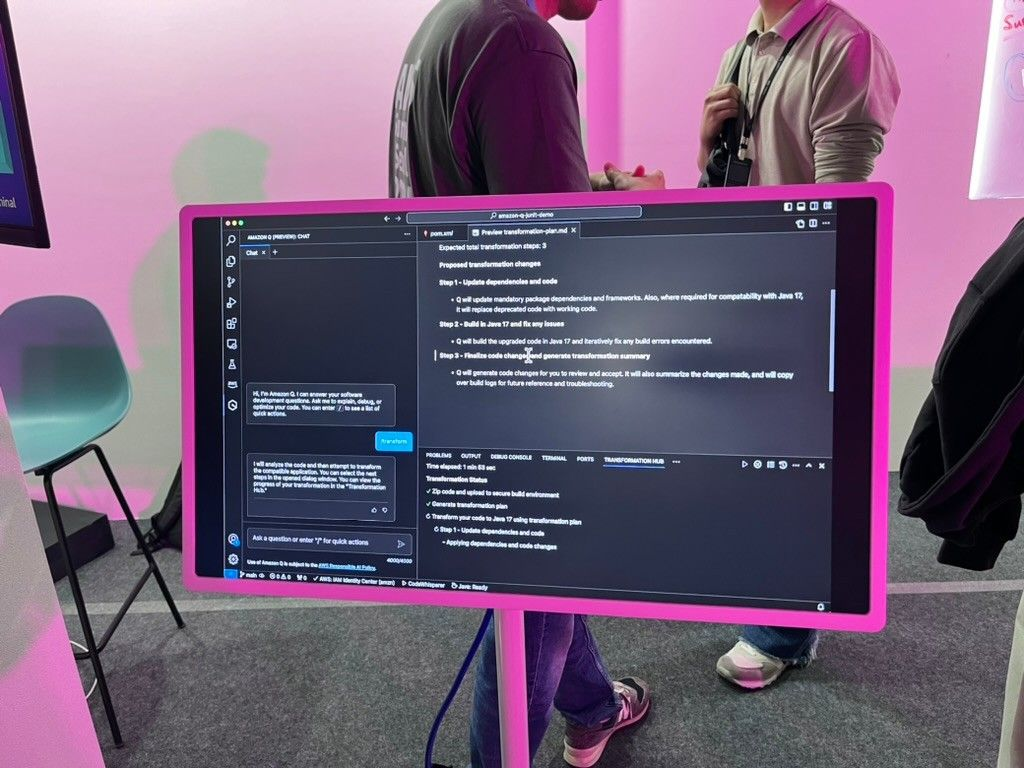 amazon-q-junit-demo
AMAZON Q (PREVIEW): CHAT
Chat
pom.xml
Preview transformation-plan.md
Expected total transformation steps: 3
Proposed transformation changes
Step 1 - Update dependencies and code
Q will update mandatory package dependencies and frameworks. Also, where required for compatability with Java 17,
it will replace deprecated code with working code.
Step 2 - Build in Java 17 and fix any issues
Q will build the upgraded code in Java 17 and iteratively fix any build errors encountered.
Step 3 - Finalize code changes and generate transformation summary
Q will generate code changes for you to review and accept. It will also summarize the changes made, and will copy
over build logs for future reference and troubleshooting.
Hi, I'm Amazon Q. I can answer your software
development questions. Ask me to explain, debug, or
optimize your code. You can enter / to see a list of
quick actions.
/transform
I will analyze the code and then attempt to transform
the compatible application. You can select the next
steps in the opened dialog window. You can view the
progress of your transformation in the "Transformation
Hub."
Ask a question or enter "/" for quick actions
4000/4000
Use of Amazon Q is subject to the AWS Responsible AI Policy.
PROBLEMS OUTPUT DEBUG CONSOLE TERMINAL PORTS TRANSFORMATION HUB
Time elapsed: 1 min 63 sec
Transformation Status
Zip code and upload to secure build environment
Generate transformation plan
Transform your code to Java 17 using transformation plan
Step 1 - Update dependencies and code
- Applying dependencies and code changes
main 0 0 0 AWS: IAM Identity Center (amzn) CodeWhisperer Java: Ready